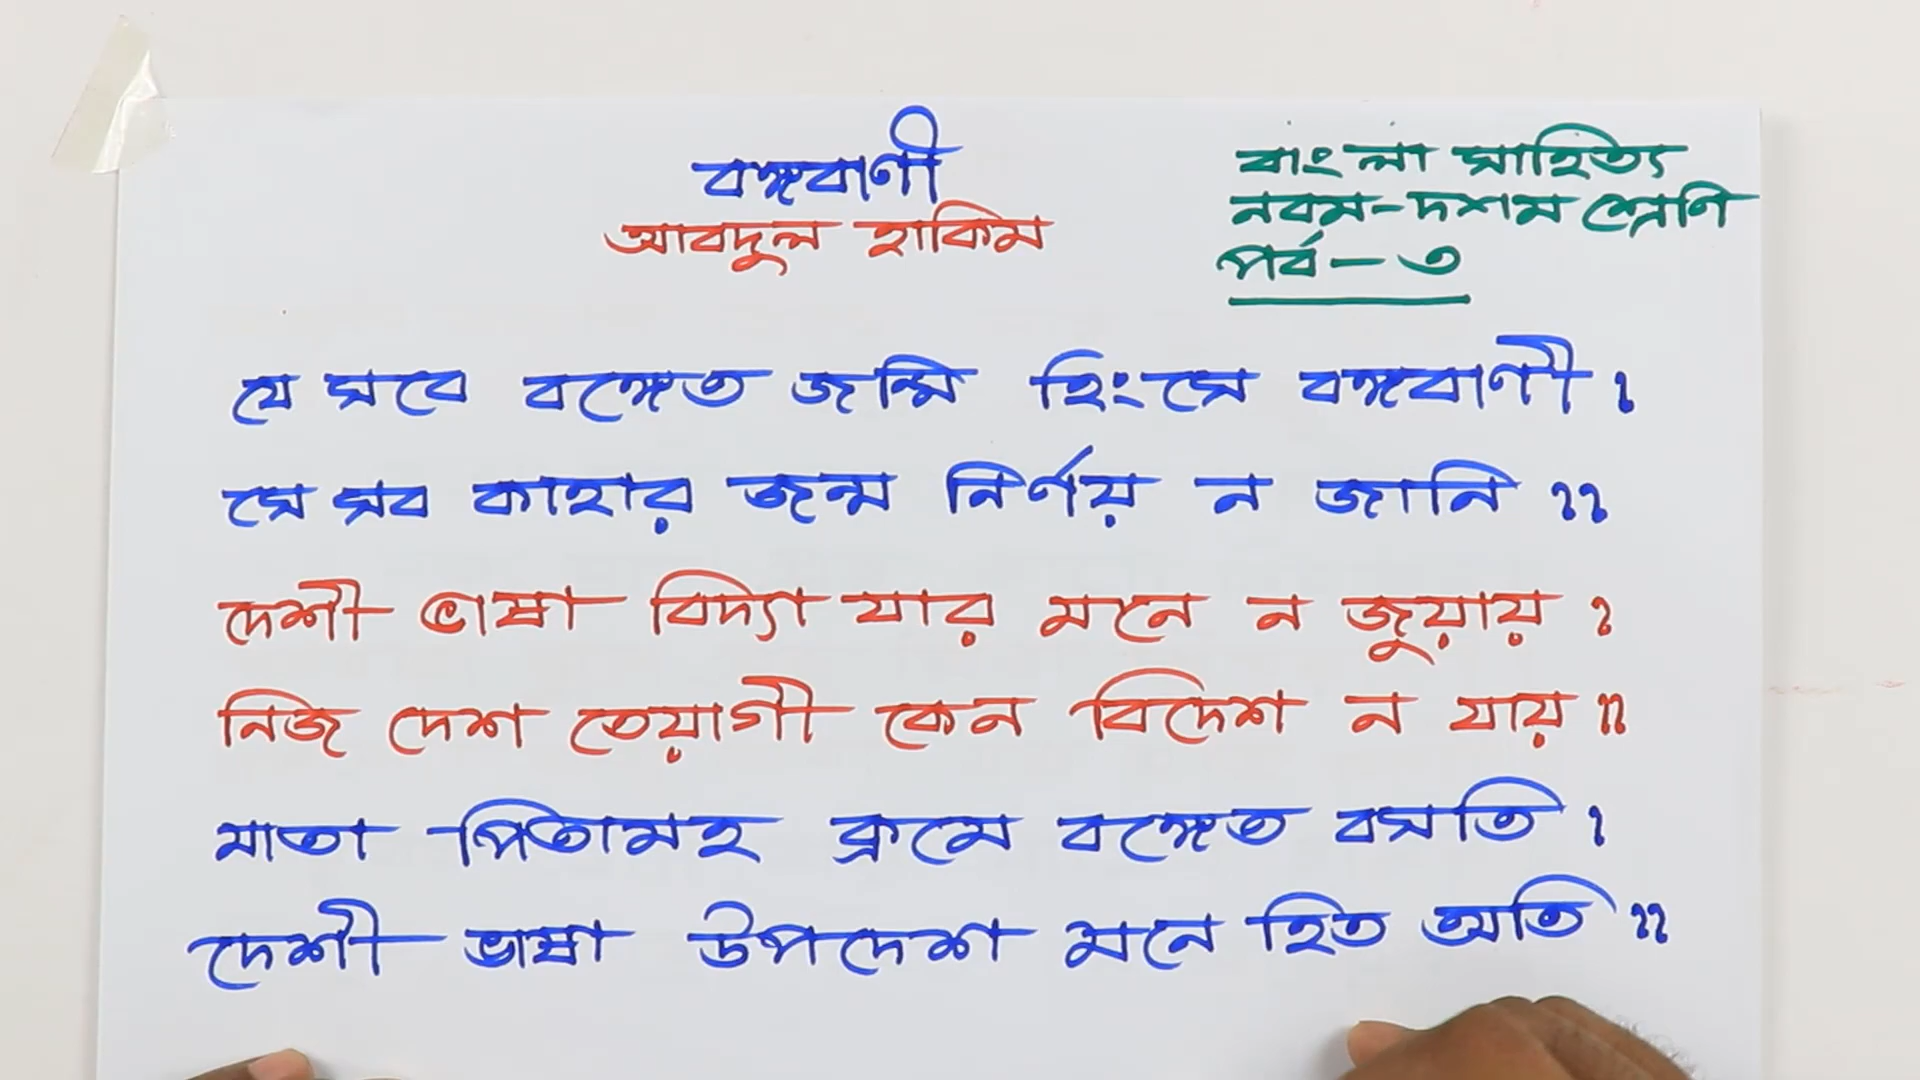 বঙ্গবাণী
আবদুল হাকিম
বাংলা সাহিত্য
নবম-দশম শ্রেণি
পর্ব- ৩
যে সবে বঙ্গেত জন্মি হিংসে বঙ্গবাণী ।
সে সব কাহার জন্ম নির্ণয় ন জানি ।।
দেশী ভাষা বিদ্যা যার মনে ন জুয়ায় ।
নিজ দেশ তেয়াগী কেন বিদেশ ন যায় ।।
মাতা পিতামহ ক্রমে বঙ্গেত বসতি ।
দেশী ভাষা উপদেশ মনে হিত অতি ।।